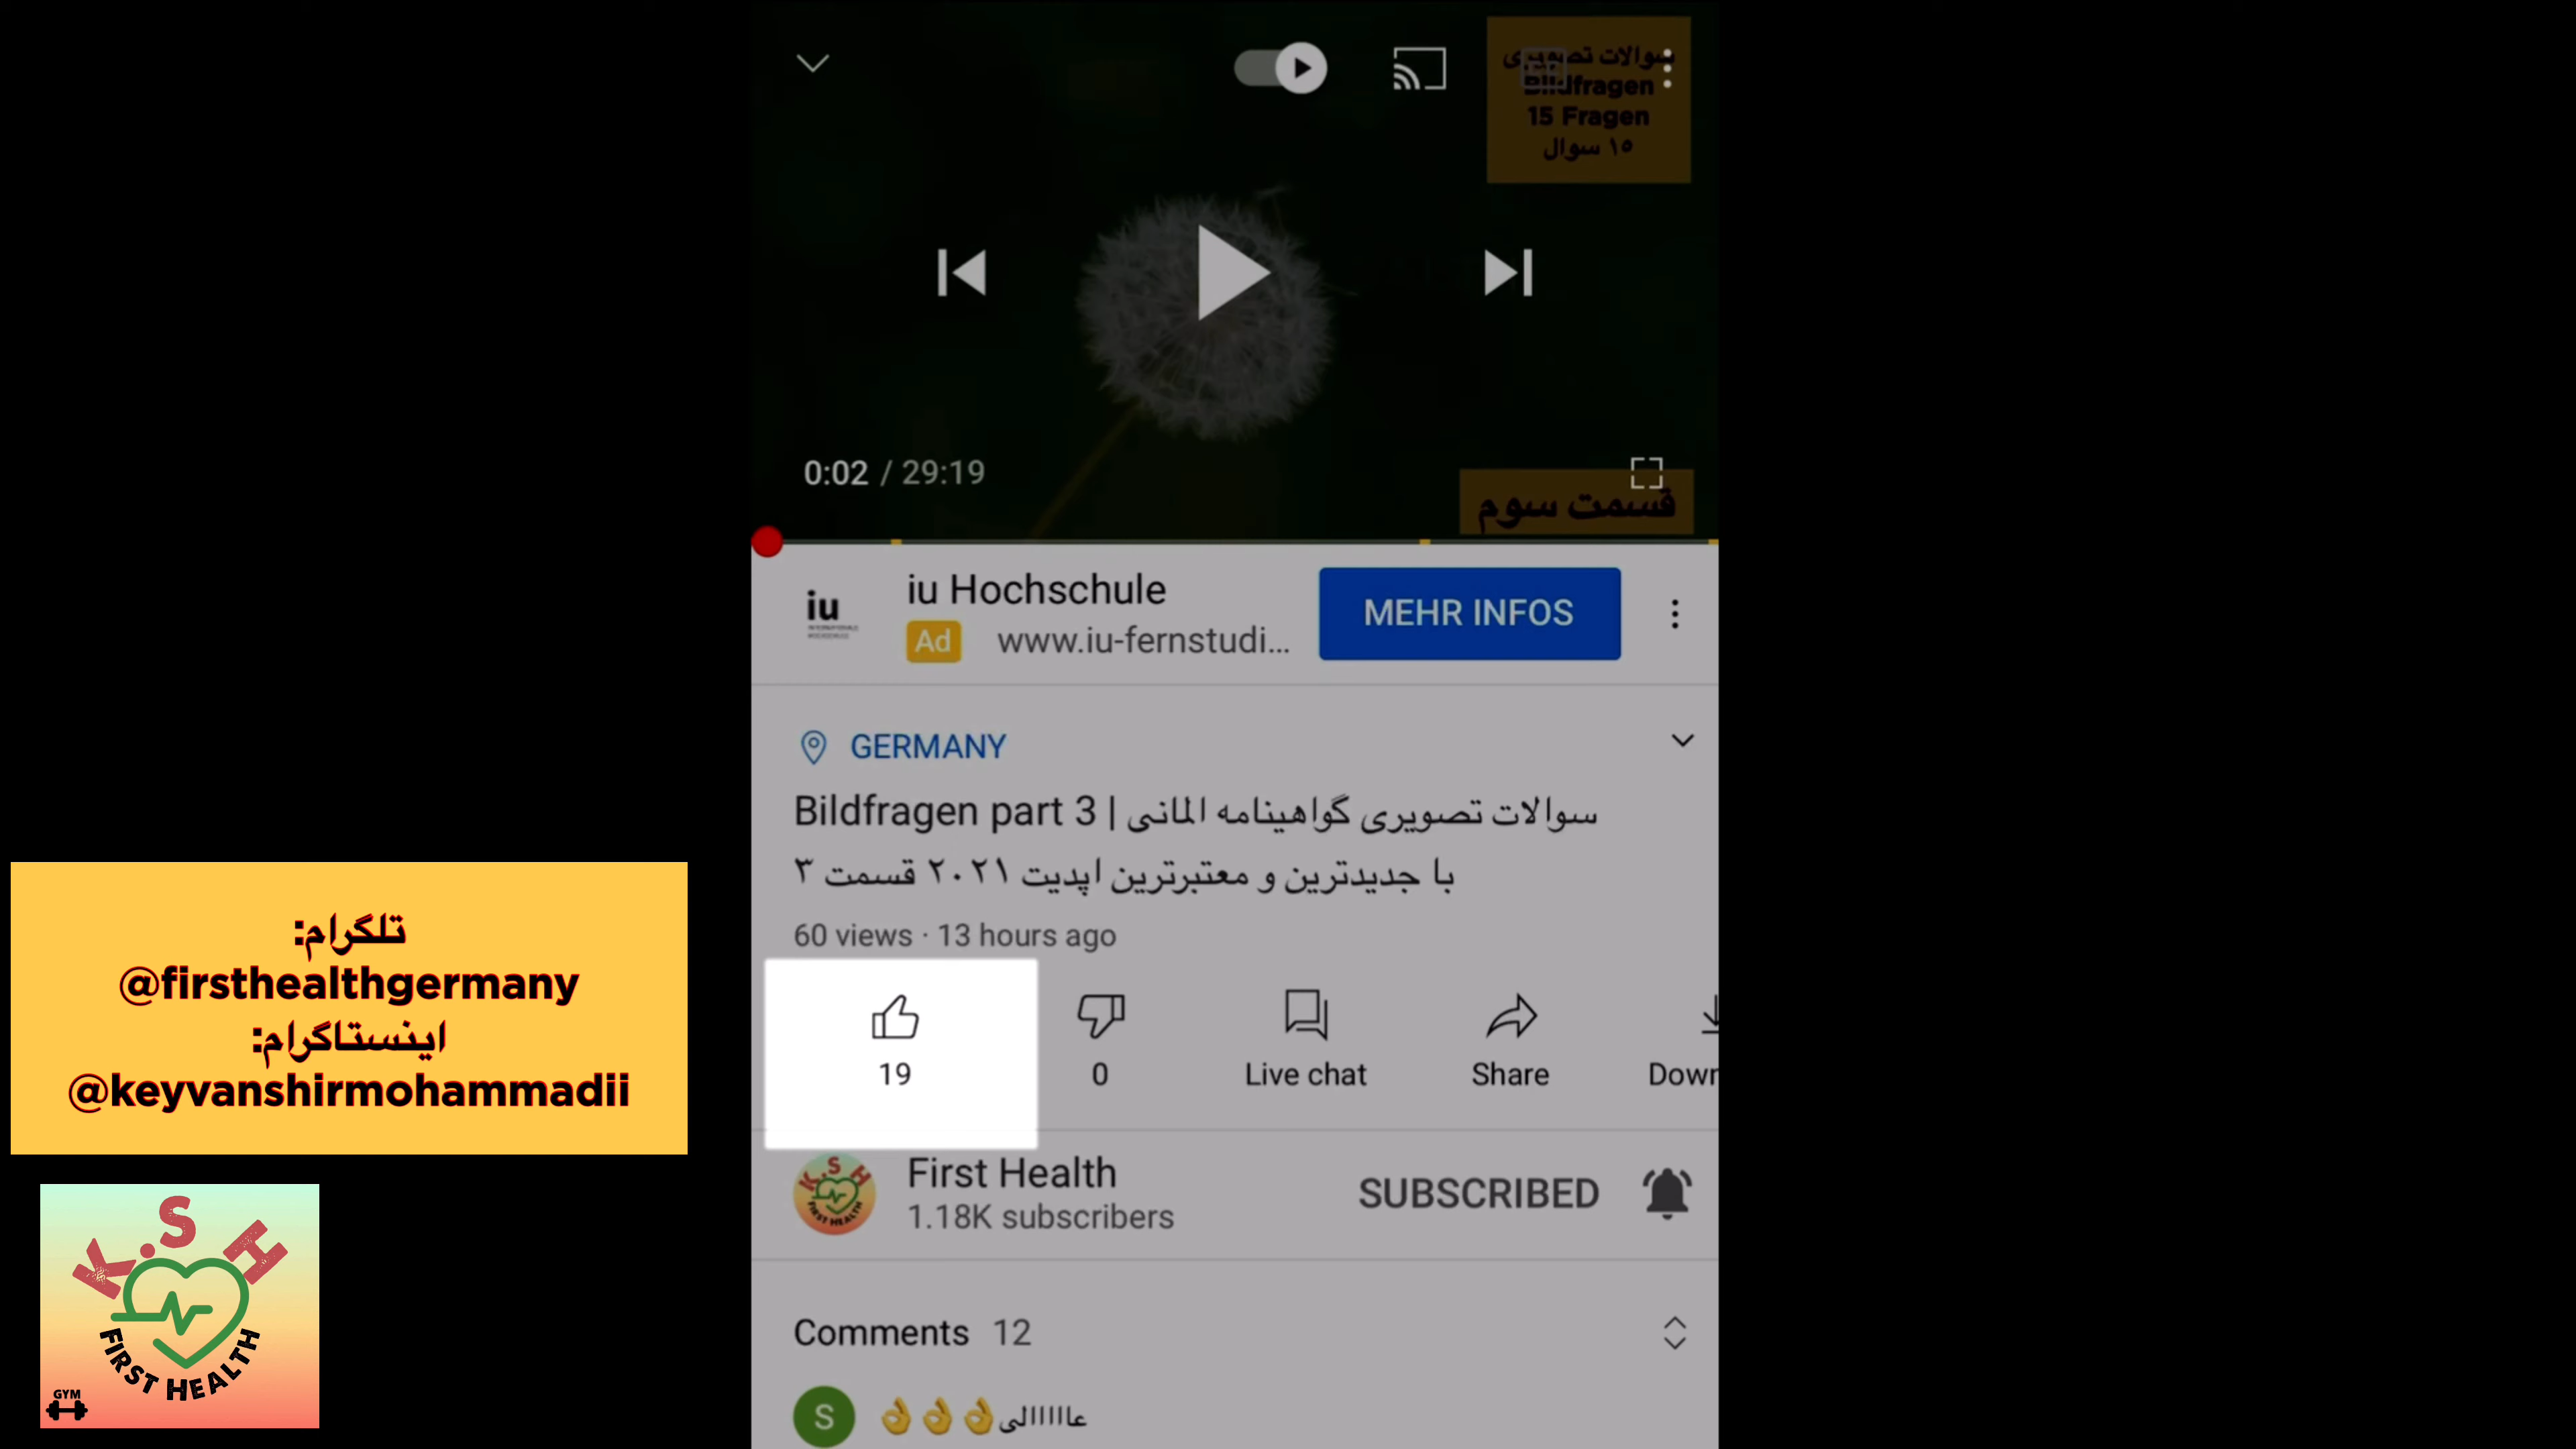 سوالات تصویری
Bildfragen
15 Fragen
۱۵ سوال
0:02 / 29:19
قسمت سوم
iu
iu Hochschule
MEHR INFOS
Ad www.iu-fernstudi...
GERMANY
Bildfragen part 3 | سوالات تصویری گواهینامه المانی
با جدیدترین و معتبرترین اپدیت ۲۰۲۱ قسمت ۳
60 views · 13 hours ago
19
0
Live chat
Share
Down
First Health
1.18K subscribers
SUBSCRIBED
Comments 12
S
👌👌👌عااااالی
تلگرام:
@firsthealthgermany
اینستاگرام:
@keyvanshirmohammadii
K.S H
FIRST HEALTH
GYM